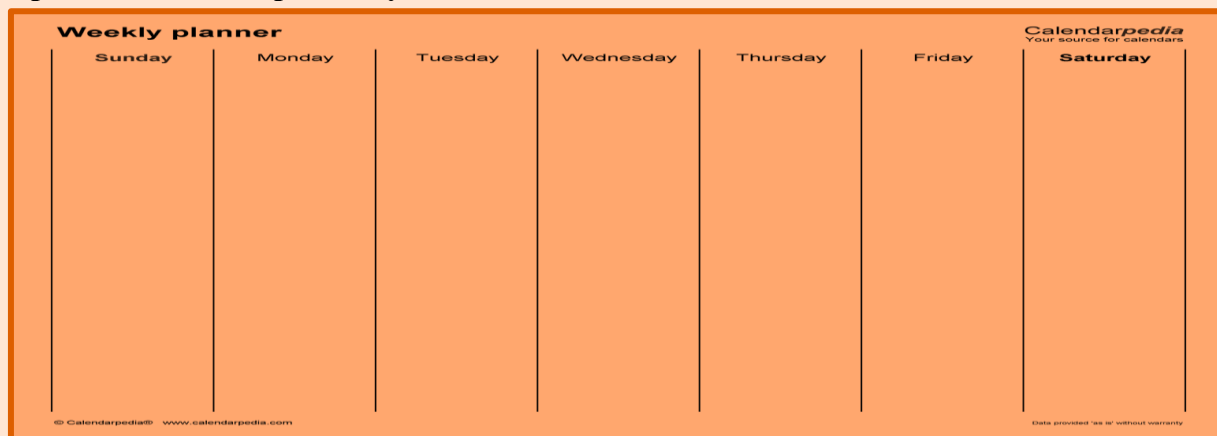 Weekly planner
Calendarpedia
Your source for calendars
Sunday Monday Tuesday Wednesday Thursday Friday Saturday
© Calendarpedia® www.calendarpedia.com
Data provided 'as is' without warranty